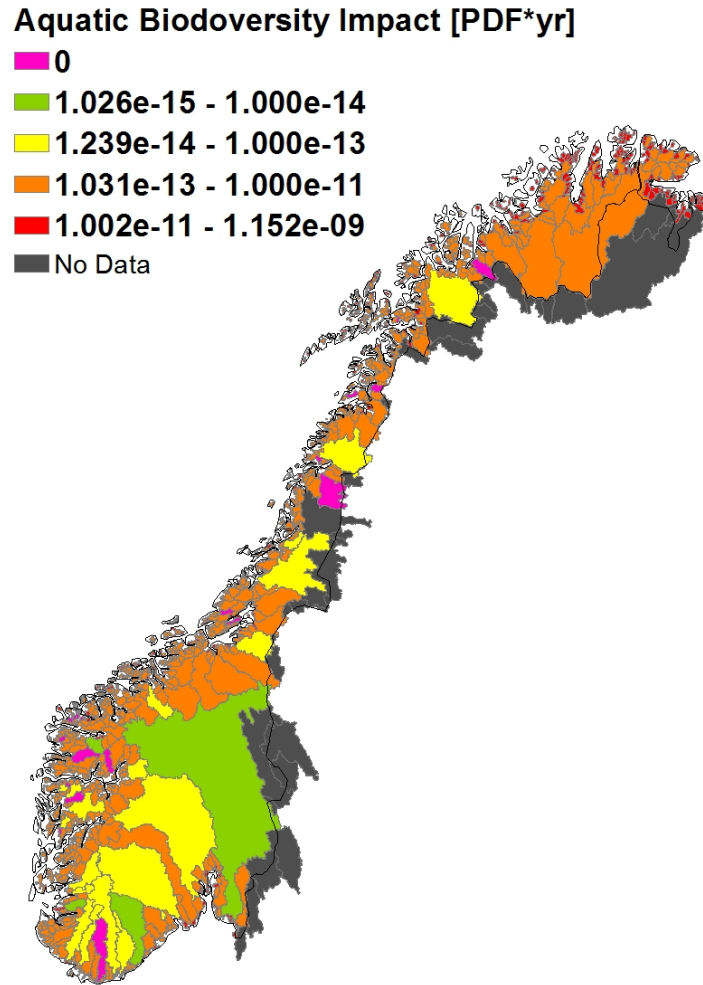 Aquatic Biodoversity Impact [PDF*yr]
0
1.026e-15 - 1.000e-14
1.239e-14 - 1.000e-13
1.031e-13 - 1.000e-11
1.002e-11 - 1.152e-09
No Data